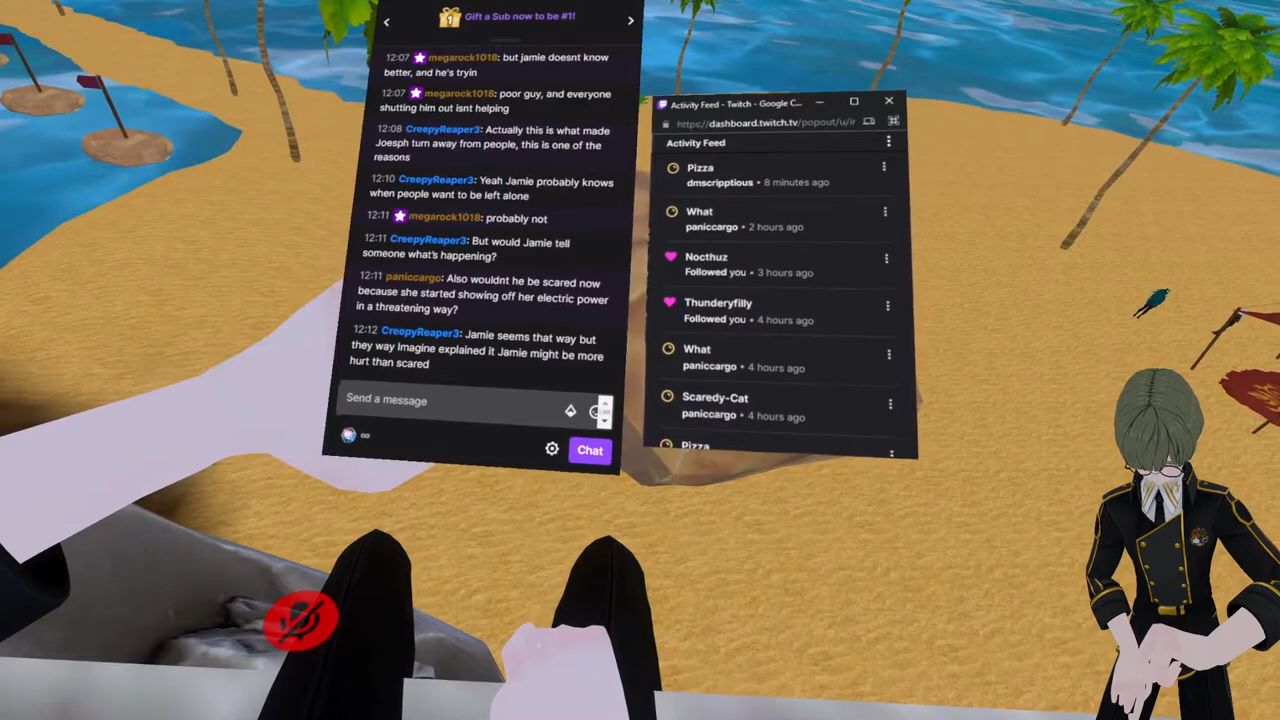 1 Gift a Sub now to be #1!
12:07 megarock1018: but jamie doesnt know
better, and he's tryin
12:07 megarock1018: poor guy, and everyone
shutting him out isnt helping
12:08 CreepyReaper3: Actually this is what made
Joesph turn away from people, this is one of the
reasons
12:10 CreepyReaper3: Yeah Jamie probably knows
when people want to be left alone
12:11 megarock1018: probably not
12:11 CreepyReaper3: But would Jamie tell
someone what's happening?
12:11 paniccargo: Also wouldnt he be scared now
because she started showing off her electric power
in a threatening way?
12:12 CreepyReaper3: Jamie seems that way but
they way Imagine explained it Jamie might be more
hurt than scared
Send a message
∞
Chat
Activity Feed - Twitch - Google C...
https://dashboard.twitch.tv/popout/u/ir
Activity Feed
Pizza
dmscripptious • 8 minutes ago
What
paniccargo • 2 hours ago
Nocthuz
Followed you • 3 hours ago
Thunderyfilly
Followed you • 4 hours ago
What
paniccargo • 4 hours ago
Scaredy-Cat
paniccargo • 4 hours ago
Pizza